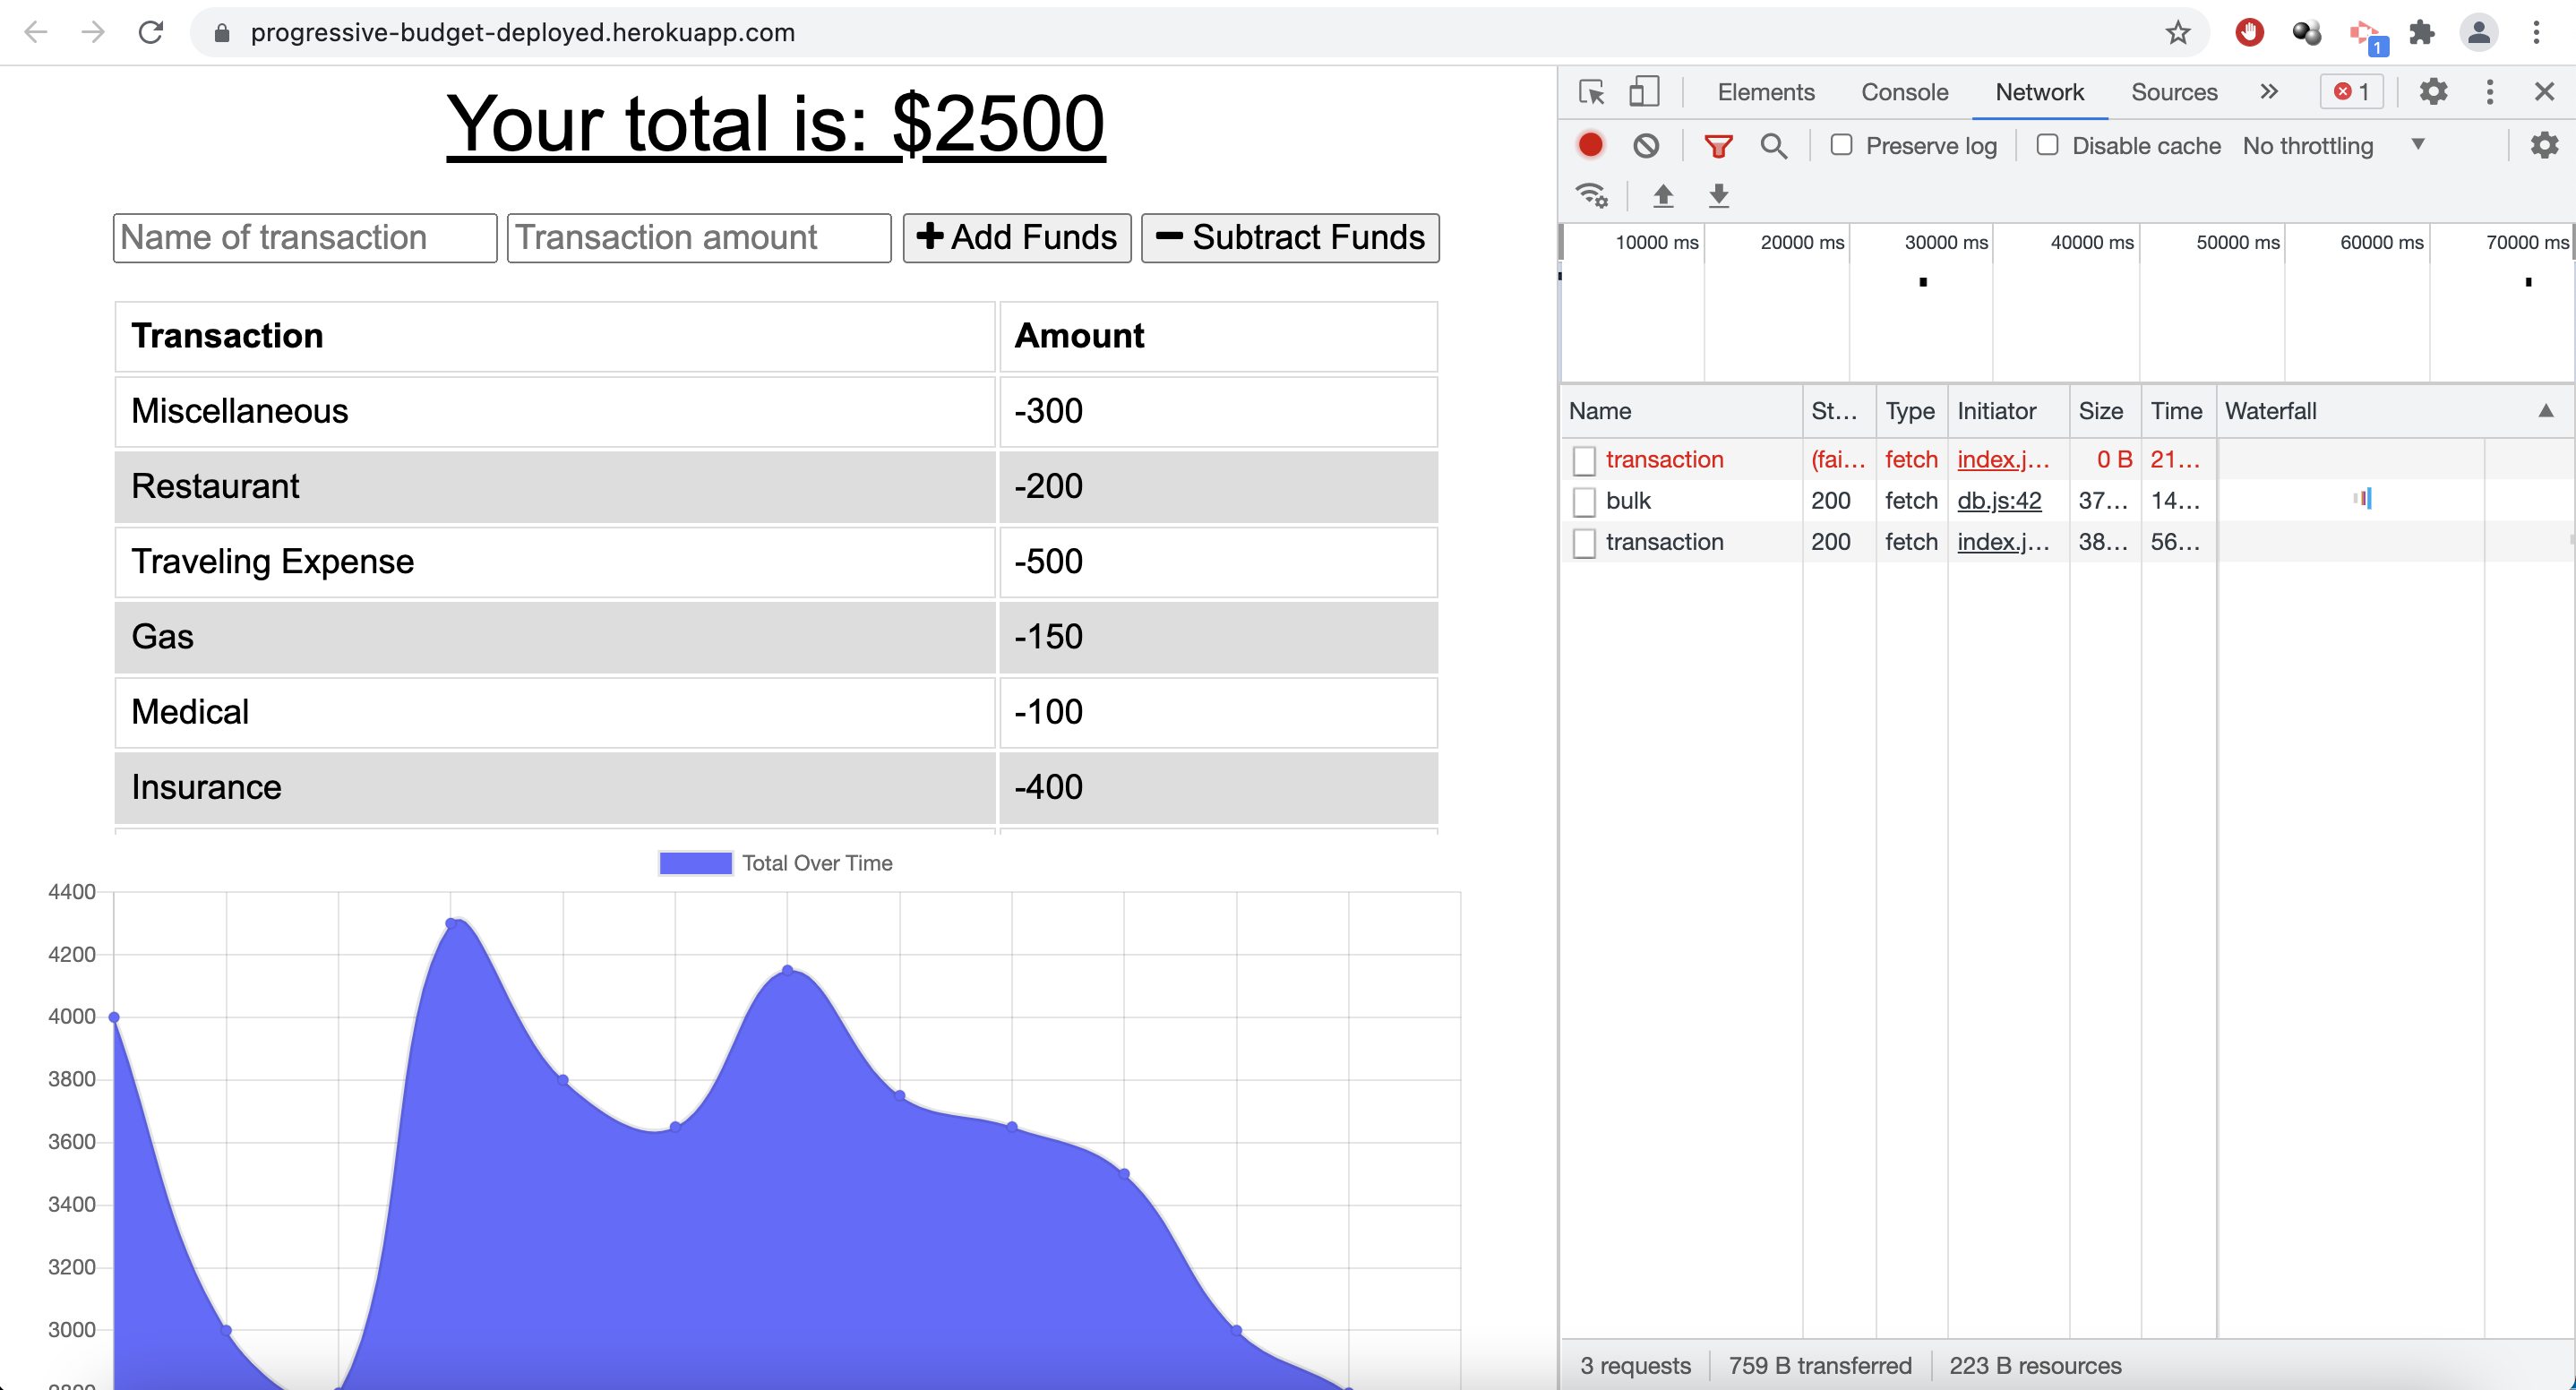 progressive-budget-deployed.herokuapp.com
1
Your total is: $2500
Name of transaction Transaction amount Add Funds Subtract Funds
Transaction Amount
Miscellaneous -300
Restaurant -200
Traveling Expense -500
Gas -150
Medical -100
Insurance -400
Total Over Time
4400
4200
4000
3800
3600
3400
3200
3000
Elements Console Network Sources » 1
Preserve log Disable cache No throttling
10000 ms 20000 ms 30000 ms 40000 ms 50000 ms 60000 ms 70000 ms
Name St... Type Initiator Size Time Waterfall
transaction (fai... fetch index.j... 0 B 21...
bulk 200 fetch db.js:42 37... 14...
transaction 200 fetch index.j... 38... 56...
3 requests 759 B transferred 223 B resources